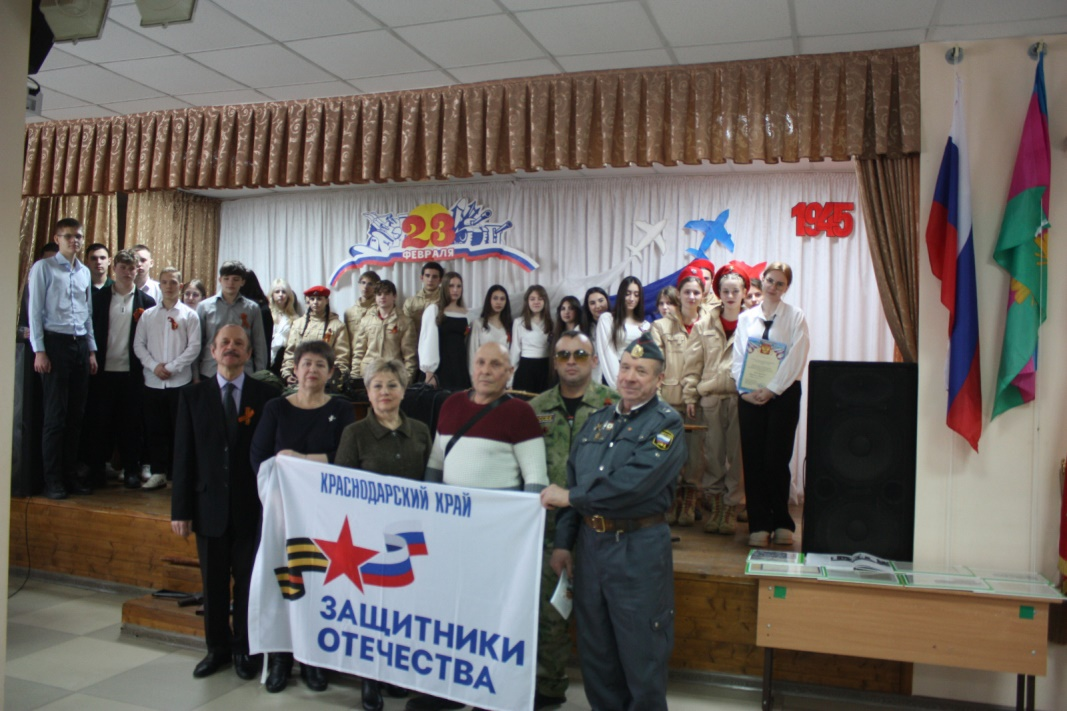 23
ФЕВРАЛЯ
1945
КРАСНОДАРСКИЙ КРАЙ
ЗАЩИТНИКИ
ОТЕЧЕСТВА